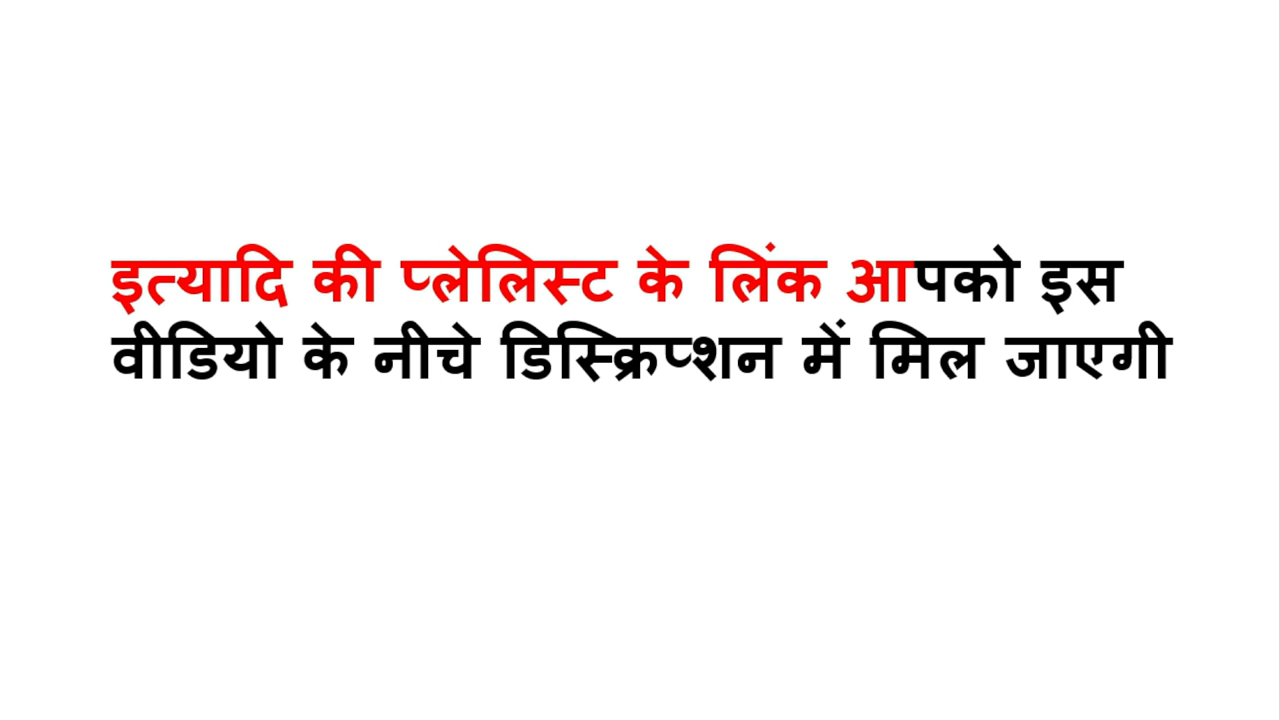 इत्यादि की प्लेलिस्ट के लिंक आपको इस
वीडियो के नीचे डिस्क्रिप्शन में मिल जाएगी